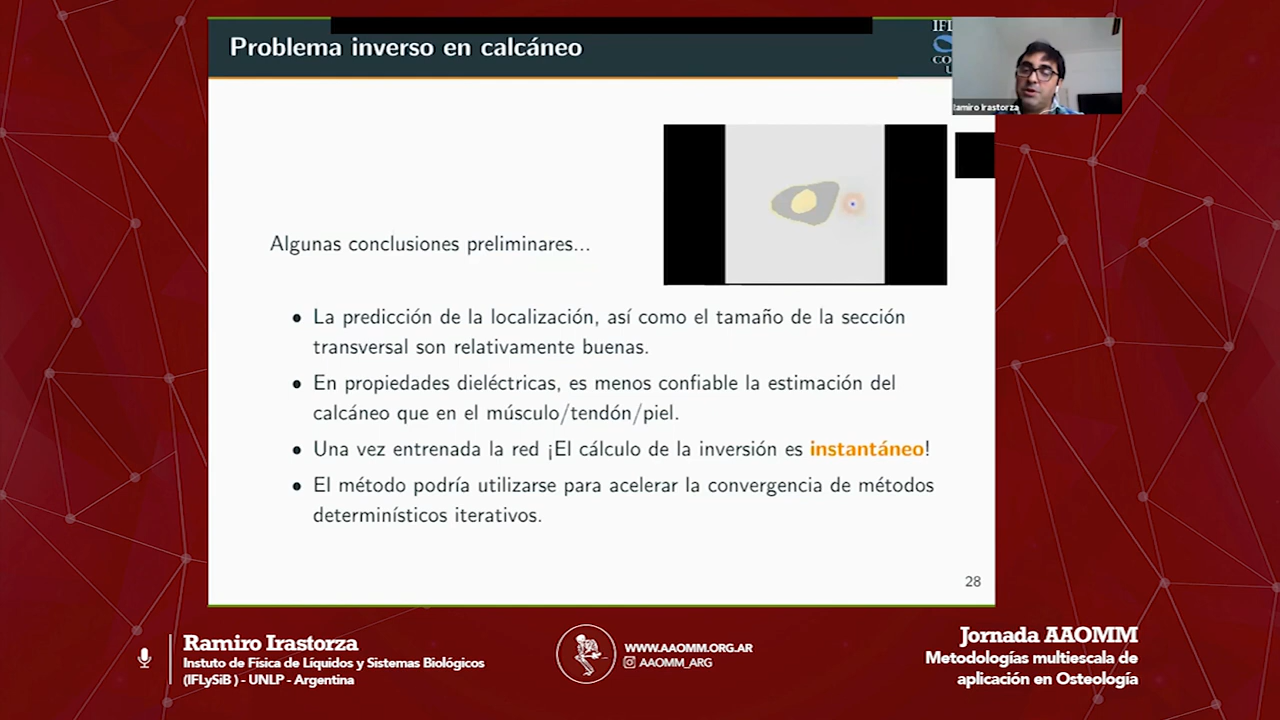 Problema inverso en calcáneo
Ramiro Irastorza
Algunas conclusiones preliminares...
• La predicción de la localización, así como el tamaño de la sección
transversal son relativamente buenas.
• En propiedades dieléctricas, es menos confiable la estimación del
calcáneo que en el músculo/tendón/piel.
• Una vez entrenada la red ¡El cálculo de la inversión es instantáneo!
• El método podría utilizarse para acelerar la convergencia de métodos
determinísticos iterativos.
28
Ramiro Irastorza
Instuto de Física de Líquidos y Sistemas Biológicos
(IFLySiB ) - UNLP - Argentina
WWW.AAOMM.ORG.AR
AAOMM_ARG
Jornada AAOMM
Metodologías multiescala de
aplicación en Osteología